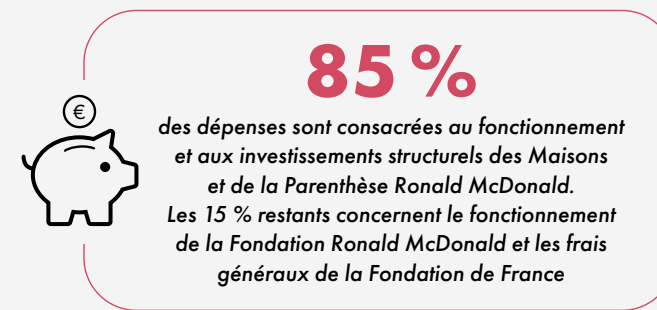 85 %
€
des dépenses sont consacrées au fonctionnement
et aux investissements structurels des Maisons
et de la Parenthèse Ronald McDonald.
Les 15 % restants concernent le fonctionnement
de la Fondation Ronald McDonald et les frais
généraux de la Fondation de France